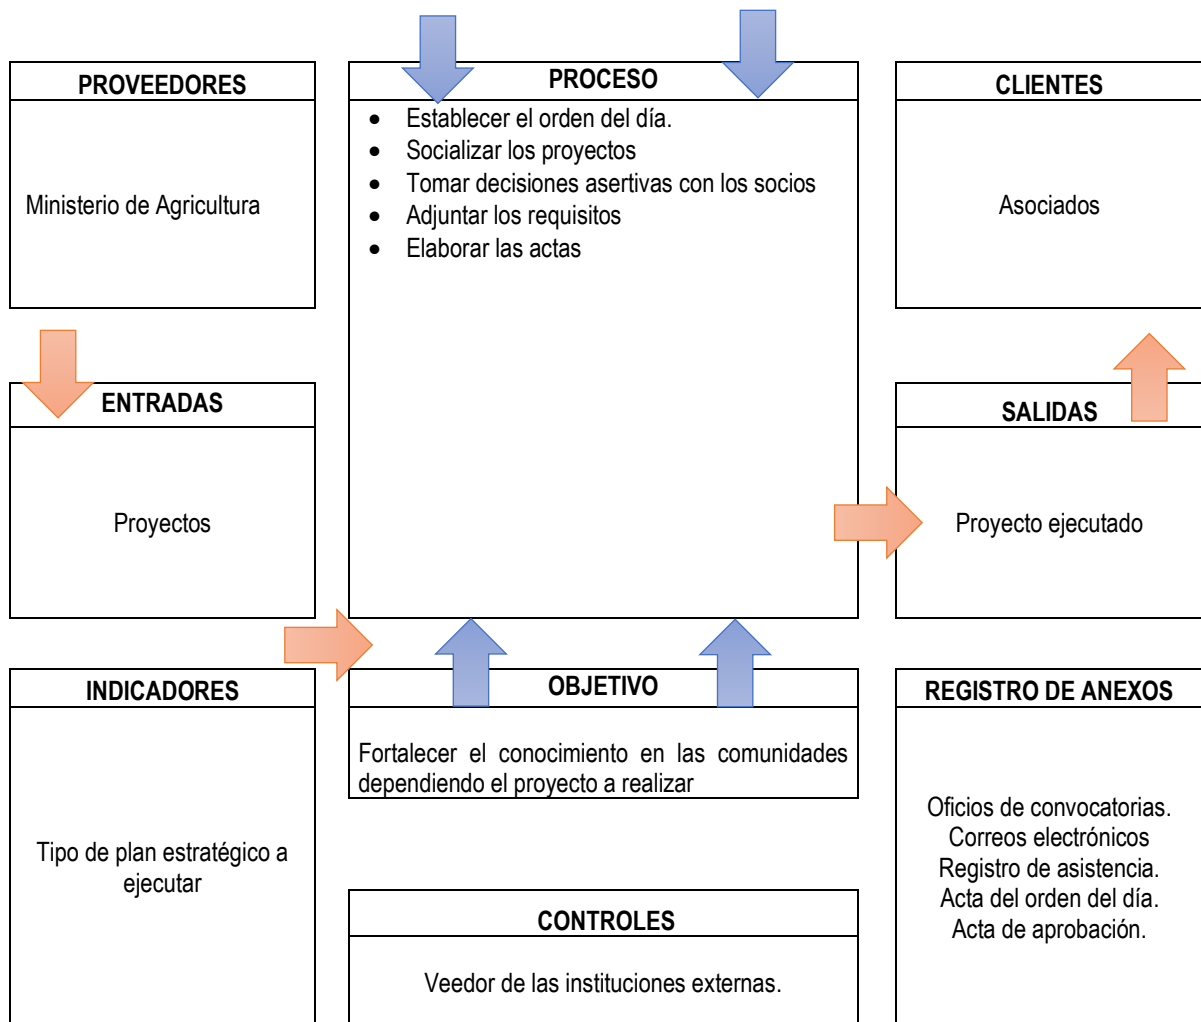 PROVEEDORES
Ministerio de Agricultura
PROCESO
• Establecer el orden del día.
• Socializar los proyectos
• Tomar decisiones asertivas con los socios
• Adjuntar los requisitos
• Elaborar las actas
CLIENTES
Asociados
ENTRADAS
Proyectos
SALIDAS
Proyecto ejecutado
INDICADORES
Tipo de plan estratégico a
ejecutar
OBJETIVO
Fortalecer el conocimiento en las comunidades
dependiendo el proyecto a realizar
CONTROLES
Veedor de las instituciones externas.
REGISTRO DE ANEXOS
Oficios de convocatorias.
Correos electrónicos
Registro de asistencia.
Acta del orden del día.
Acta de aprobación.